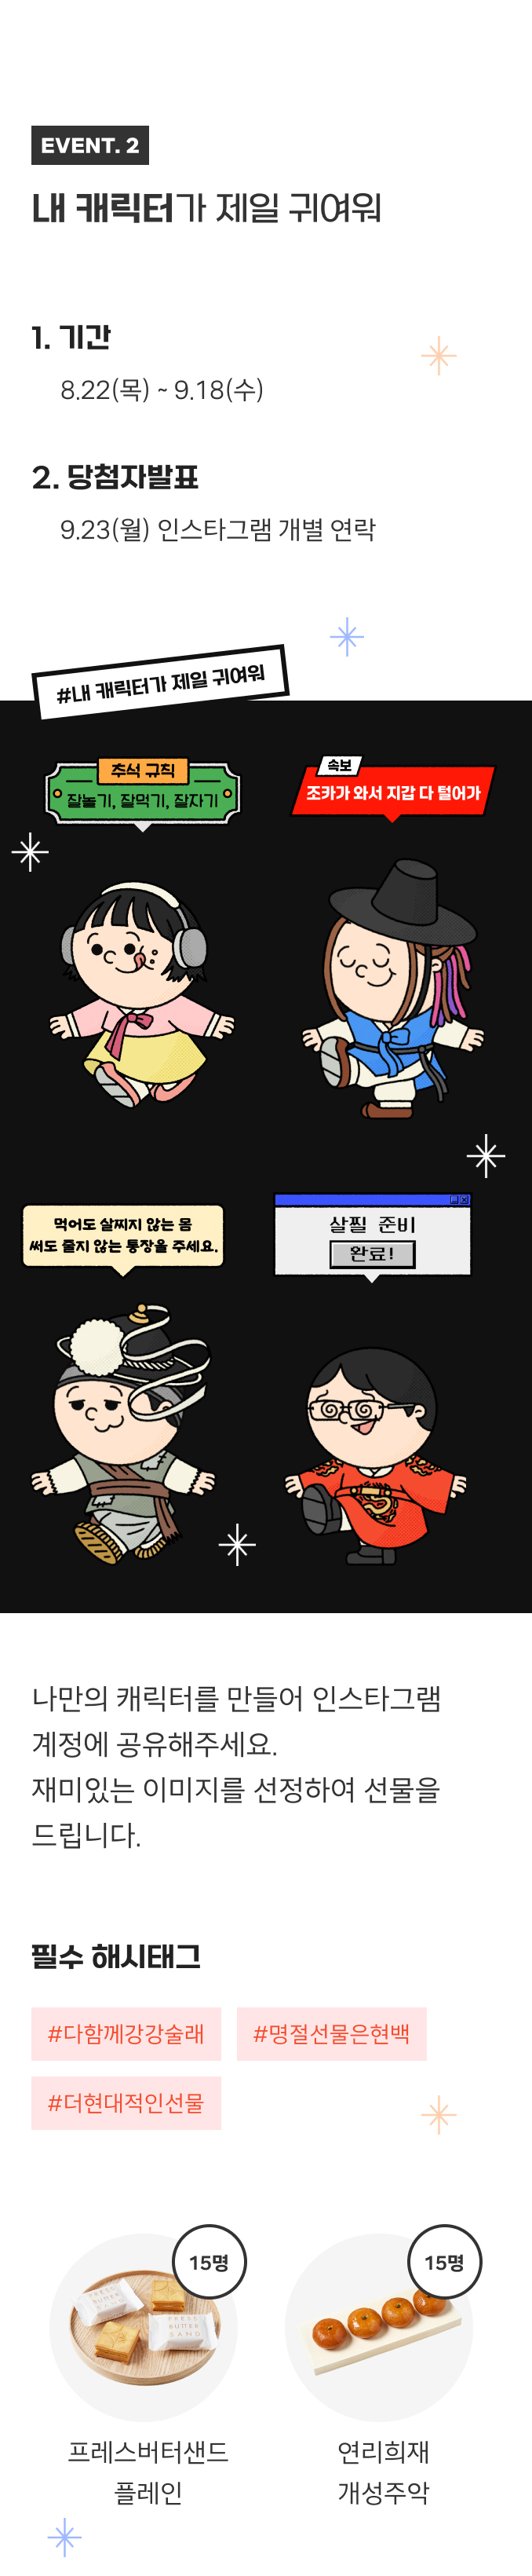 EVENT. 2
내 캐릭터가 제일 귀여워
1. 기간
8.22(목) ~ 9.18(수)
2. 당첨자발표
9.23(월) 인스타그램 개별 연락
#내 캐릭터가 제일 귀여워
추석 규칙
잘놀기, 잘먹기, 잘자기
속보
조카가 와서 지갑 다 털어가
먹어도 살찌지 않는 몸
써도 줄지 않는 통장을 주세요.
살찔 준비
완료!
나만의 캐릭터를 만들어 인스타그램
계정에 공유해주세요.
재미있는 이미지를 선정하여 선물을
드립니다.
필수 해시태그
#다함께강강술래 #명절선물은현백
#더현대적인선물
15명
15명
PRESS
BUTTER
SAND
프레스버터샌드
플레인
연리희재
개성주악